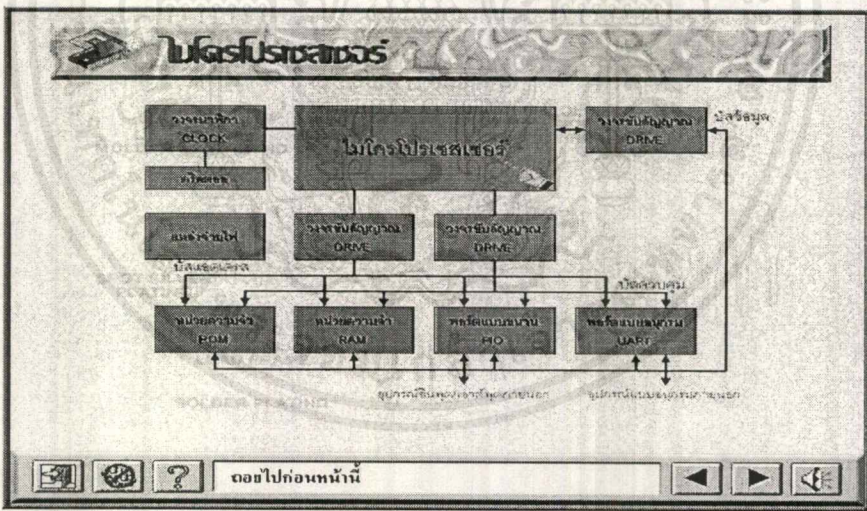 ไมโครโปรเซสเซอร์
วงจรนาฬิกา
CLOCK
ไมโครโปรเซสเซอร์
วงจรขับสัญญาณ
DRIVE
บัสข้อมูล
คริสตอล
แหล่งจ่ายไฟ
วงจรขับสัญญาณ
DRIVE
วงจรขับสัญญาณ
DRIVE
บัสแอดเดรส
บัสควบคุม
หน่วยความจำ
ROM
หน่วยความจำ
RAM
พอร์ตแบบขนาน
PIO
พอร์ตแบบอนุกรม
UART
อุปกรณ์อินพุตเอาต์พุตภายนอก
อุปกรณ์แบบอนุกรมภายนอก
ถอยไปก่อนหน้านี้